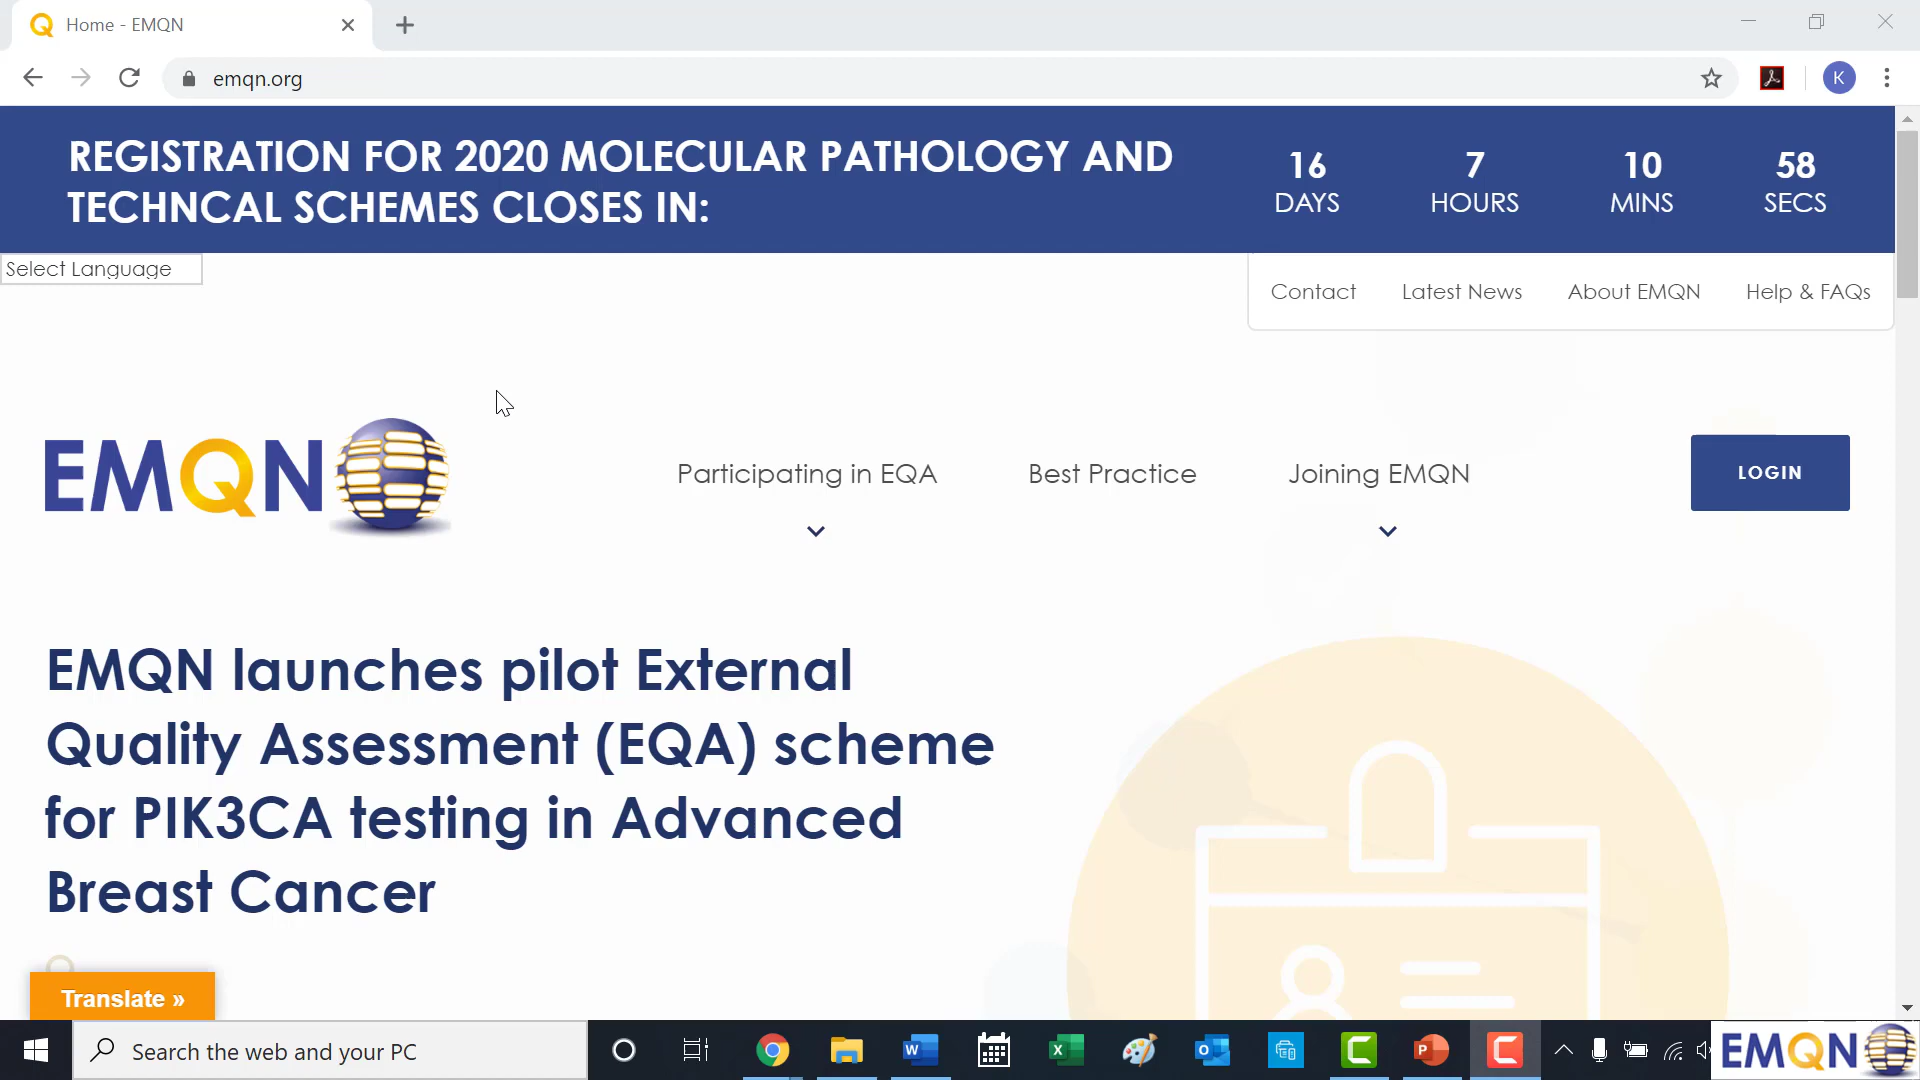 Home - EMQN
emqn.org
K
REGISTRATION FOR 2020 MOLECULAR PATHOLOGY AND
TECHNCAL SCHEMES CLOSES IN:
16 7 10 58
DAYS HOURS MINS SECS
Select Language
Contact Latest News About EMQN Help & FAQs
EMQN
Participating in EQA Best Practice Joining EMQN
LOGIN
EMQN launches pilot External
Quality Assessment (EQA) scheme
for PIK3CA testing in Advanced
Breast Cancer
Translate »
Search the web and your PC
EMQN